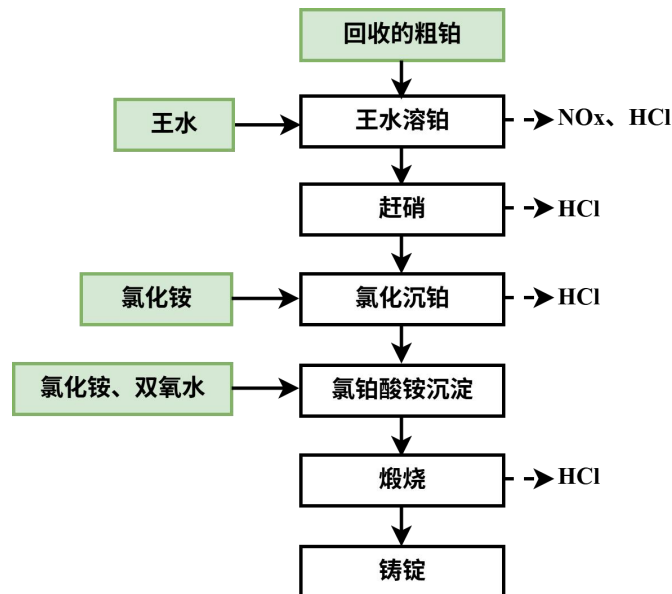 回收的粗铂
王水
王水溶铂
NOx、HCl
赶硝
HCl
氯化铵
氯化沉铂
HCl
氯化铵、双氧水
氯铂酸铵沉淀
煅烧
HCl
铸锭